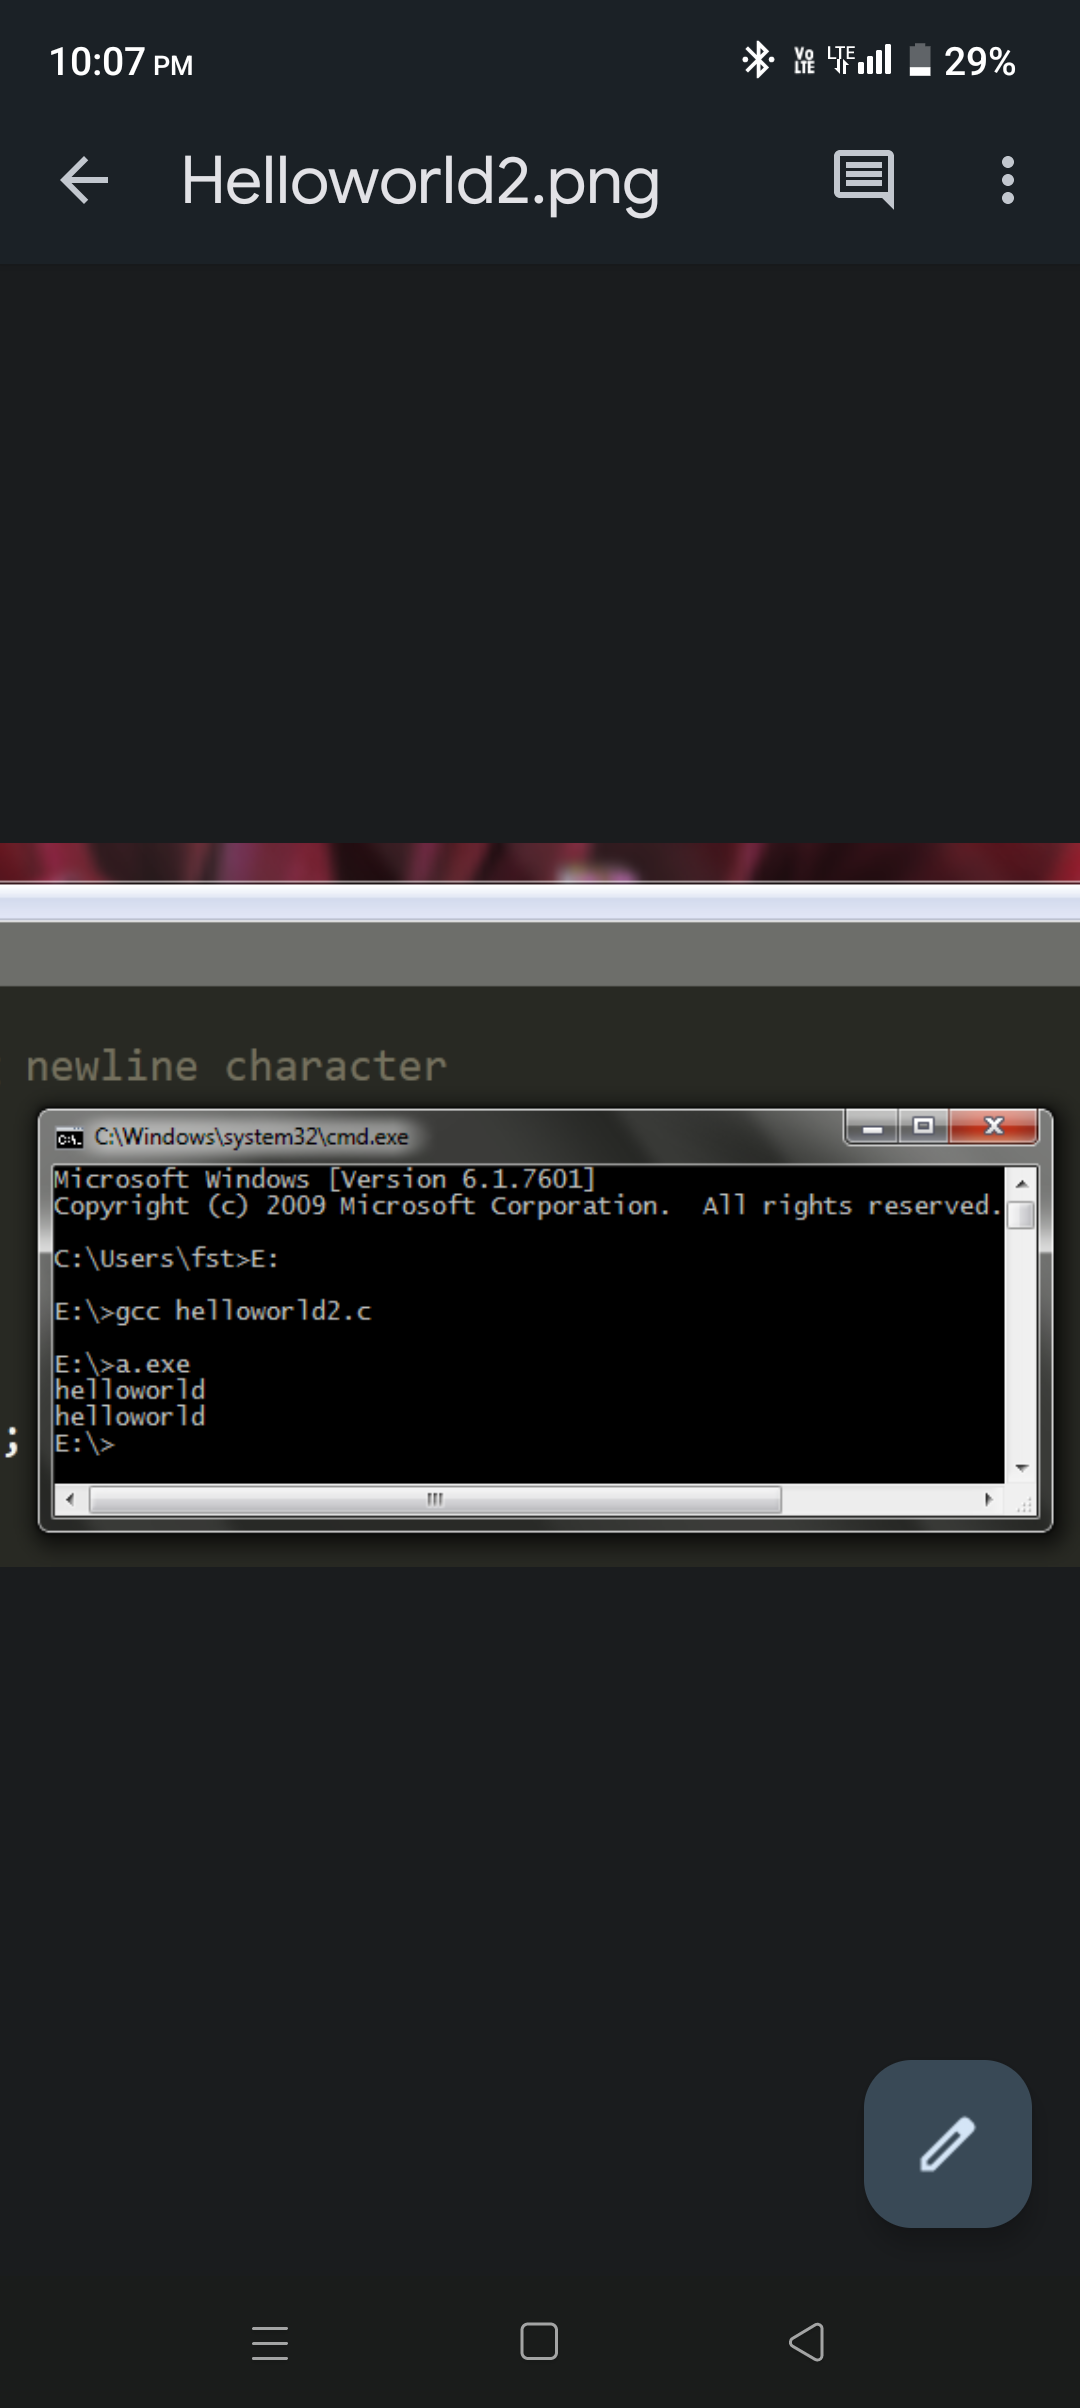 10:07 PM Vo LTE LTE 29%
Helloworld2.png
newline character
C:\Windows\system32\cmd.exe
Microsoft Windows [Version 6.1.7601]
Copyright (c) 2009 Microsoft Corporation.  All rights reserved.
C:\Users\fst>E:
E:\>gcc helloworld2.c
E:\>a.exe
helloworld
helloworld
;
E:\>